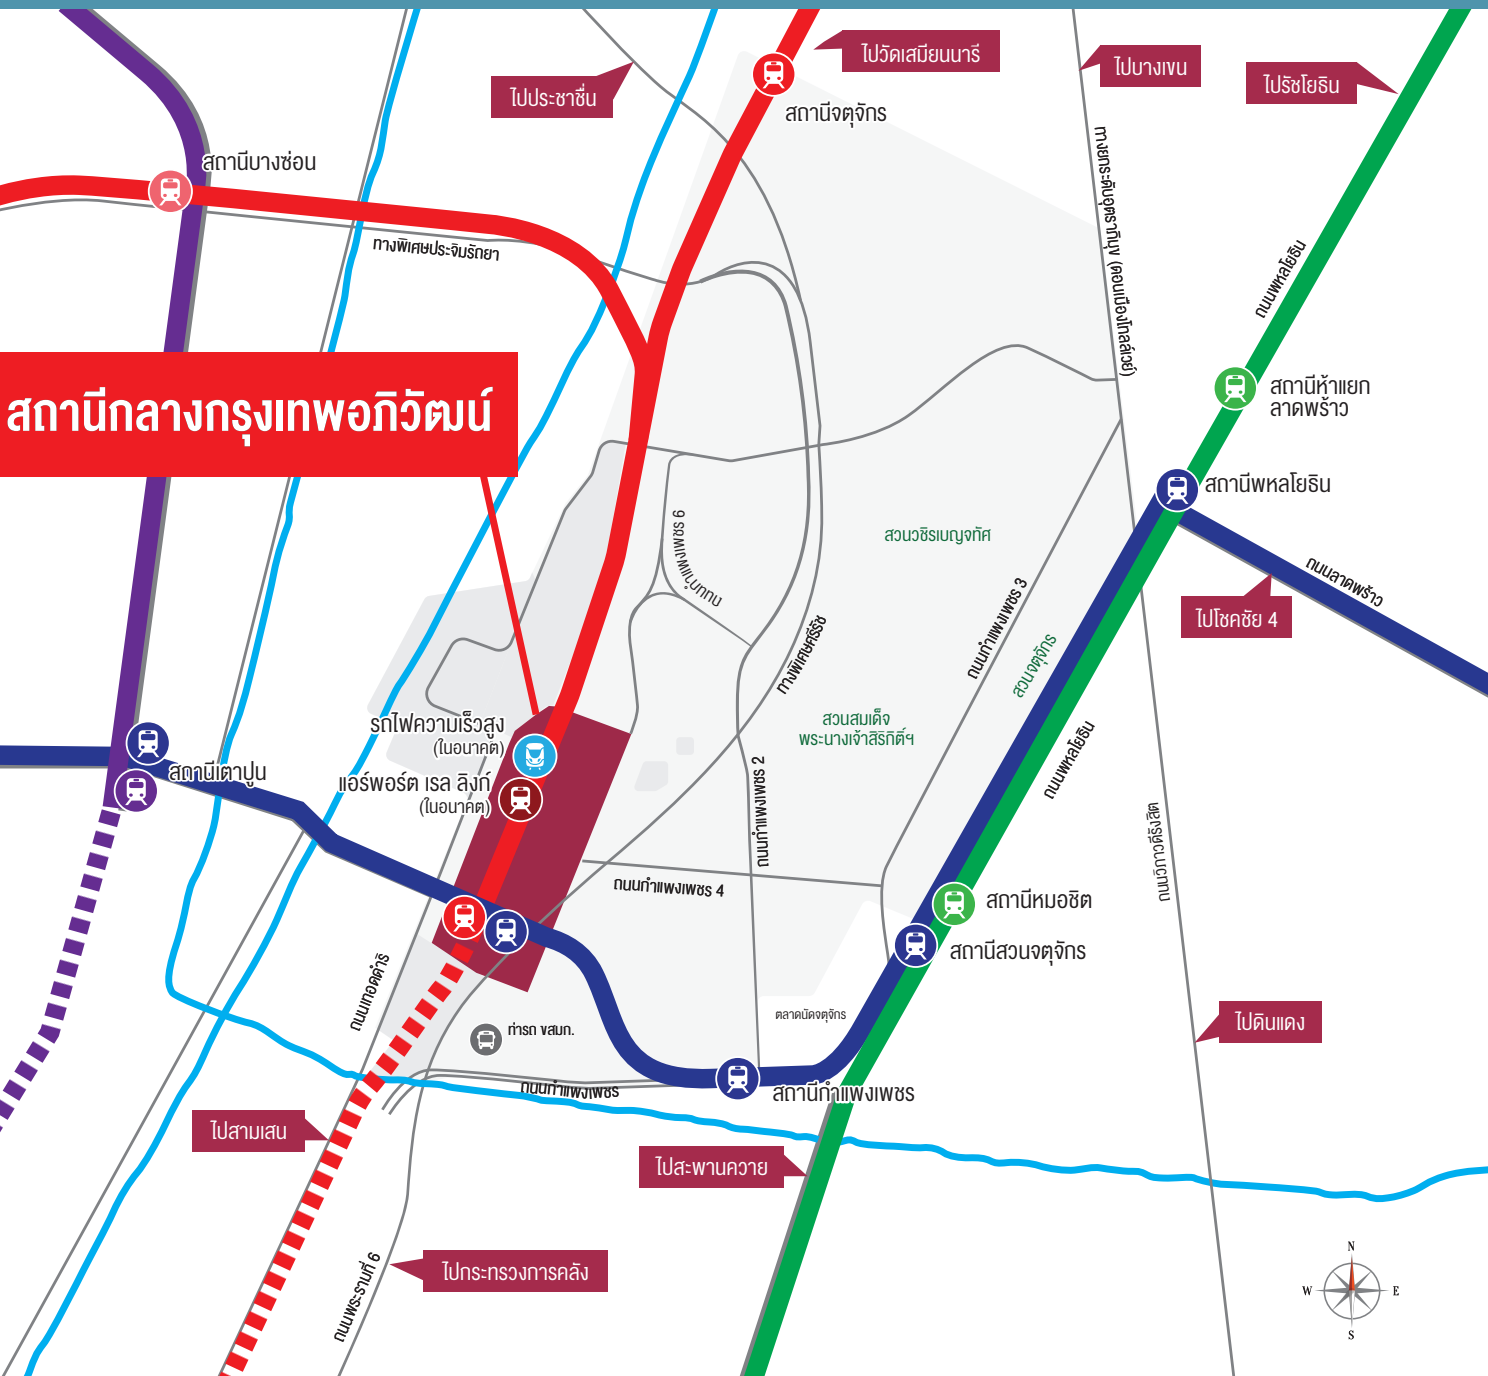 ไปวัดเสมียนนารี
ไปบางเขน
ไปรัชโยธิน
ไปประชาชื่น
สถานีจตุจักร
สถานีบางซ่อน
ทางพิเศษประจิมรัถยา
ทางยกระดับอุตราภิมุข (ดอนเมืองโทลล์เวย์)
ถนนพหลโยธิน
สถานีกลางกรุงเทพอภิวัฒน์
สถานีห้าแยก
ลาดพร้าว
สถานีพหลโยธิน
ถนนกำแพงเพชร 6
สวนวชิรเบญจทัศ
ถนนลาดพร้าว
ไปโชคชัย 4
ถนนกำแพงเพชร 3
ทางพิเศษศรีรัช
สวนจตุจักร
สวนสมเด็จ
พระนางเจ้าสิริกิติ์ฯ
รถไฟความเร็วสูง
(ในอนาคต)
แอร์พอร์ต เรล ลิงก์
(ในอนาคต)
สถานีเตาปูน
ถนนกำแพงเพชร 2
ถนนพหลโยธิน
ถนนวิภาวดีรังสิต
ถนนกำแพงเพชร 4
สถานีหมอชิต
สถานีสวนจตุจักร
ถนนเทอดดำริ
ตลาดนัดจตุจักร
ท่ารถ ขสมก.
ไปดินแดง
ถนนกำแพงเพชร
สถานีกำแพงเพชร
ไปสามเสน
ไปสะพานควาย
ไปกระทรวงการคลัง
ถนนพระรามที่ 6
N
W
E
S